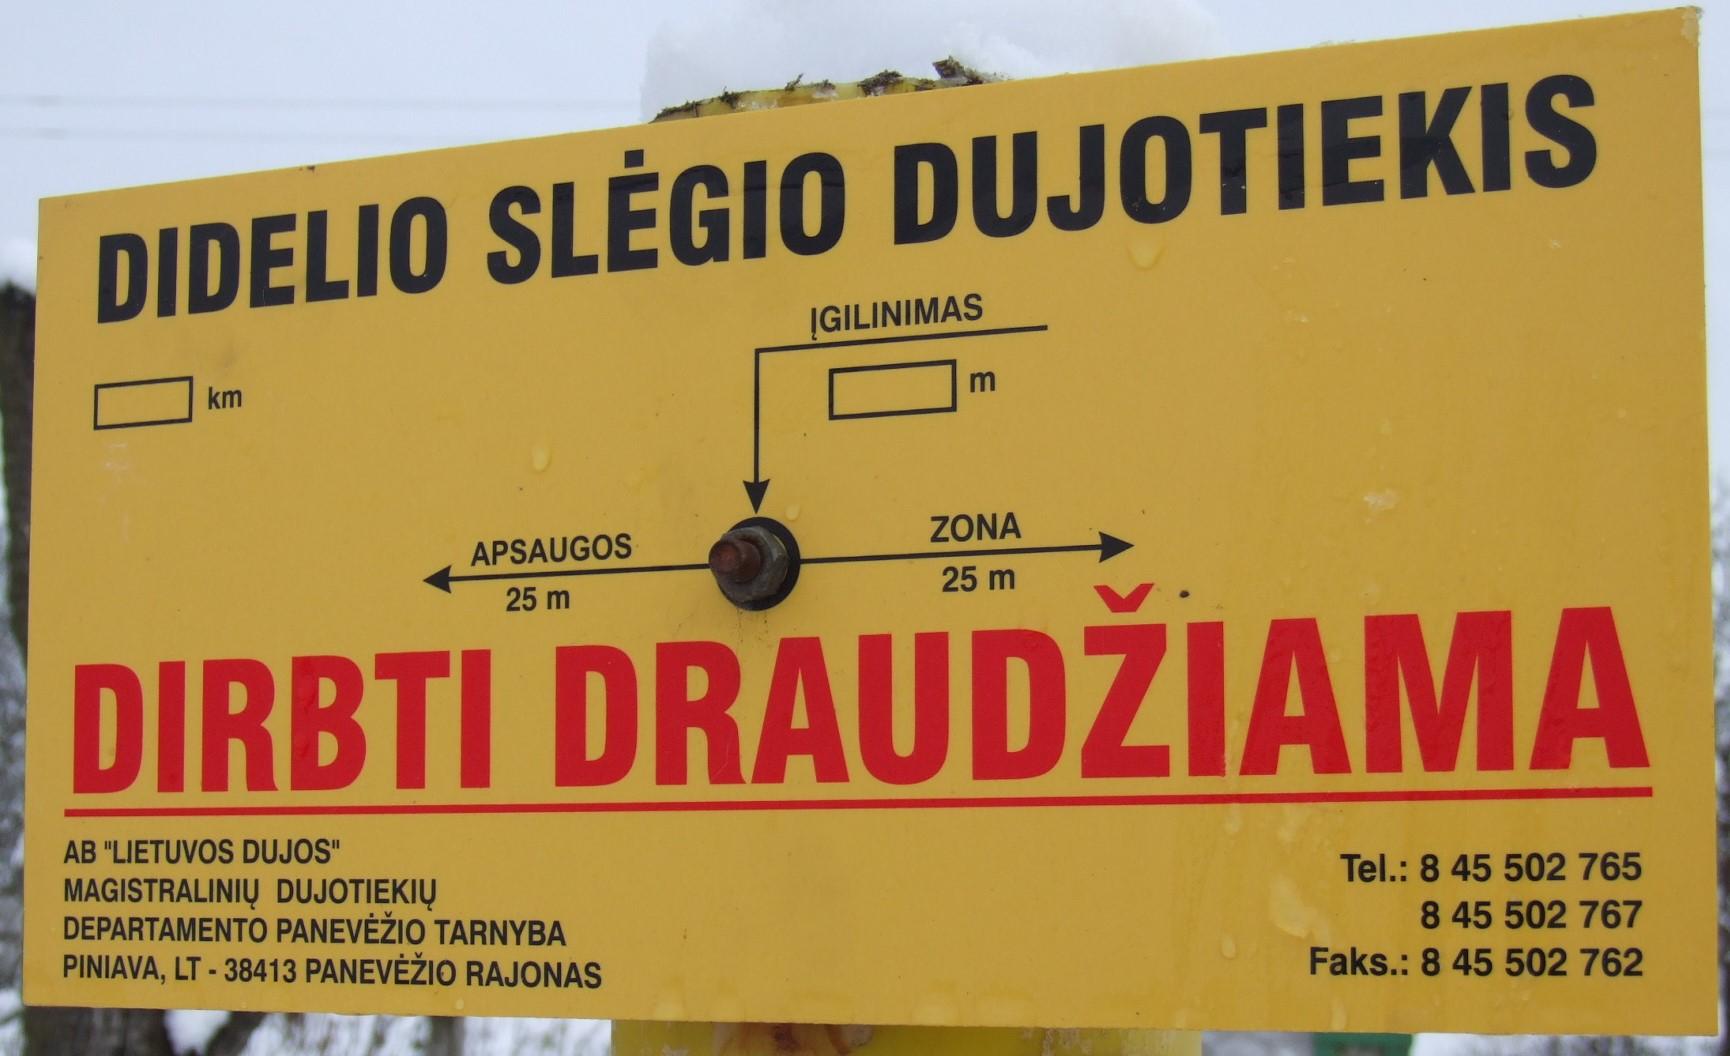 DIDELIO SLĖGIO DUJOTIEKIS
ĮGILINIMAS
km
m
APSAUGOS ZONA
25 m 25 m
DIRBTI DRAUDŽIAMA
AB "LIETUVOS DUJOS"
MAGISTRALINIŲ DUJOTIEKIŲ
DEPARTAMENTO PANEVĖŽIO TARNYBA
PINIAVA, LT - 38413 PANEVĖŽIO RAJONAS
Tel.: 8 45 502 765
8 45 502 767
Faks.: 8 45 502 762